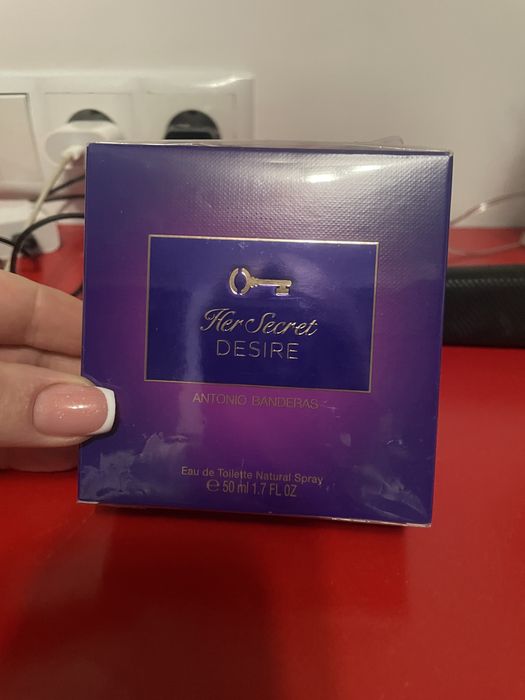 Her Secret
DESIRE
ANTONIO BANDERAS
Eau de Toilette Natural Spray
℮ 50 ml 1.7 FL OZ